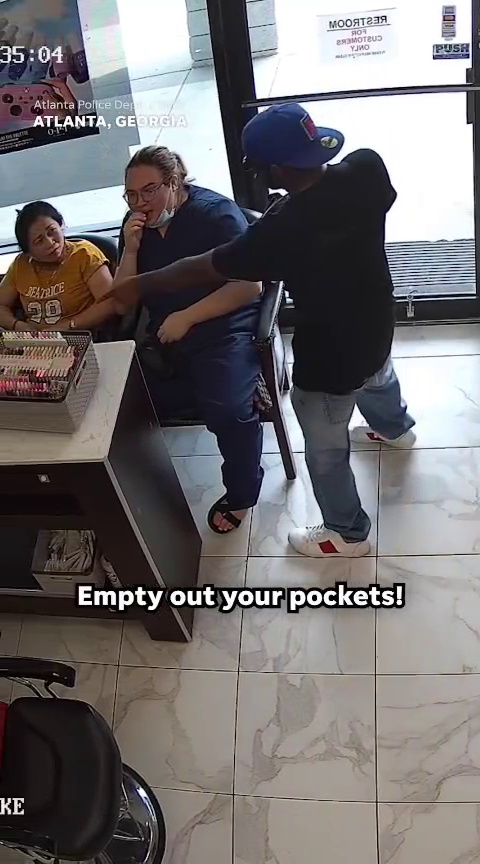 35:04
Atlanta Police Dep
ATLANTA, GEORGIA
RESTROOM
FOR
CUSTOMERS
ONLY
PUSH
O·P·I
BEATRICE
20
Empty out your pockets!
KE